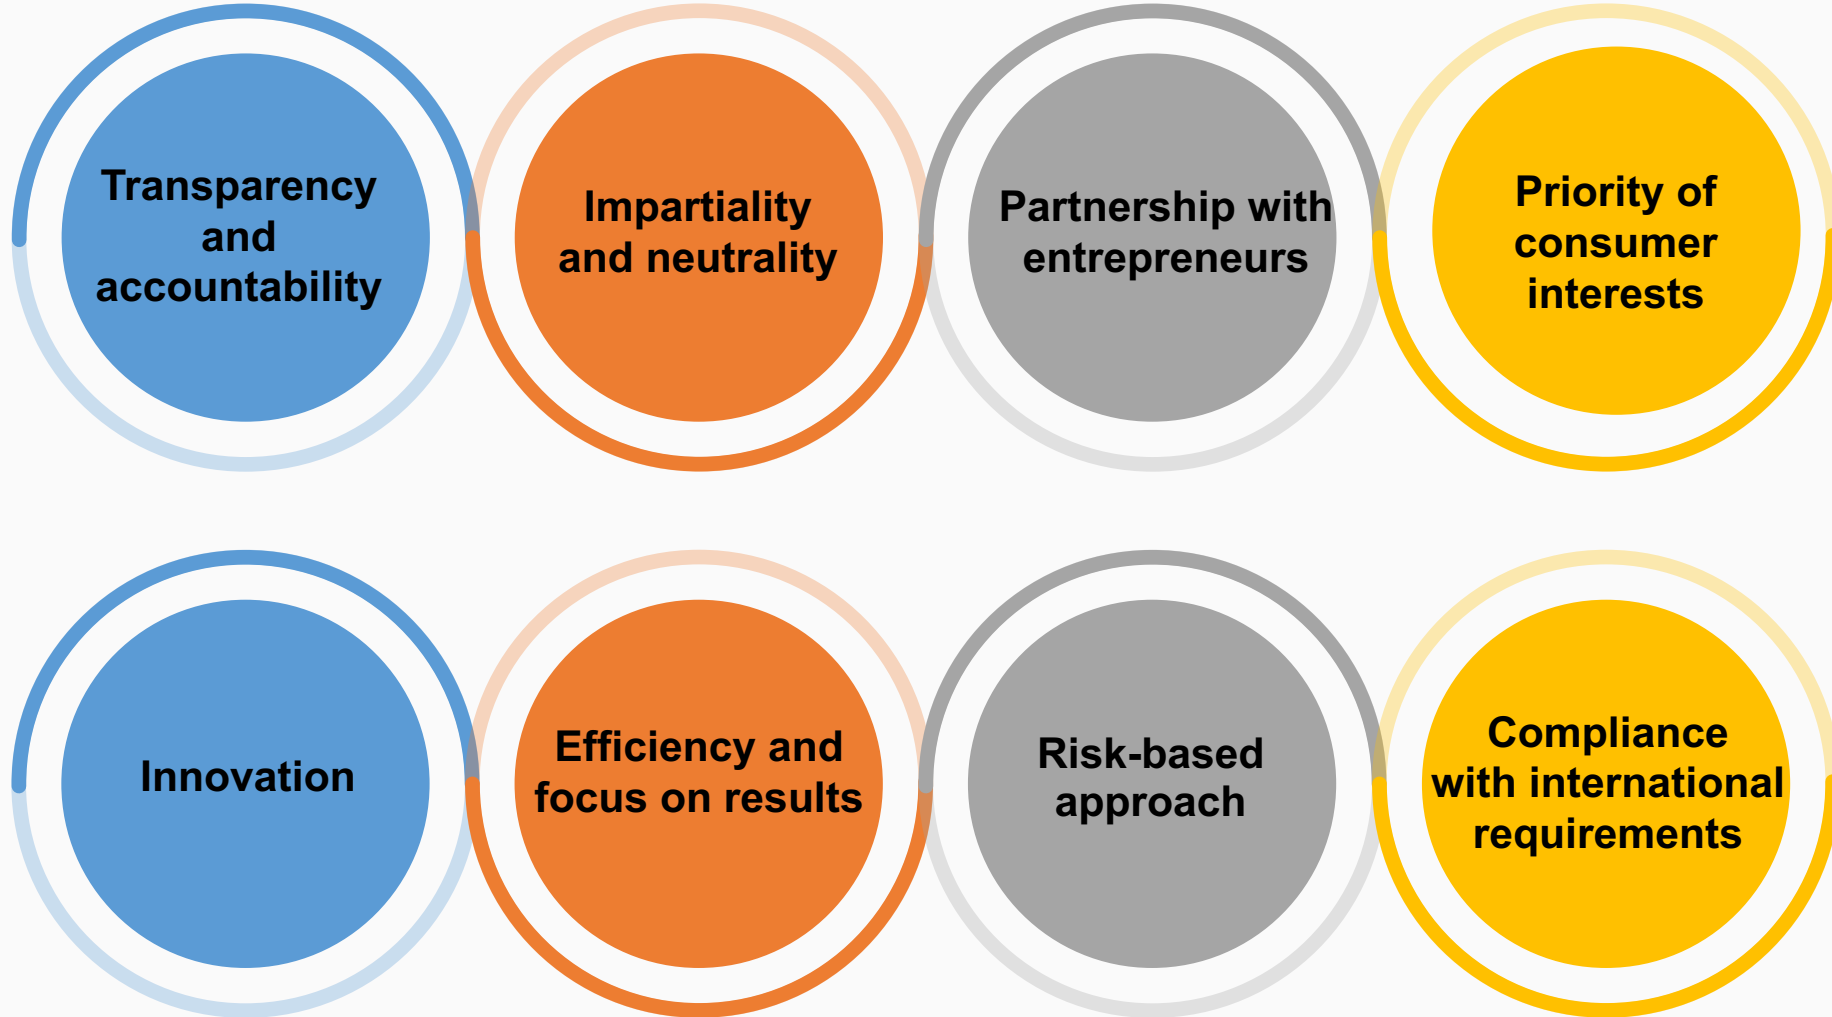 Transparency
and
accountability
Impartiality
and neutrality
Partnership with
entrepreneurs
Priority of
consumer
interests
Innovation
Efficiency and
focus on results
Risk-based
approach
Compliance
with international
requirements